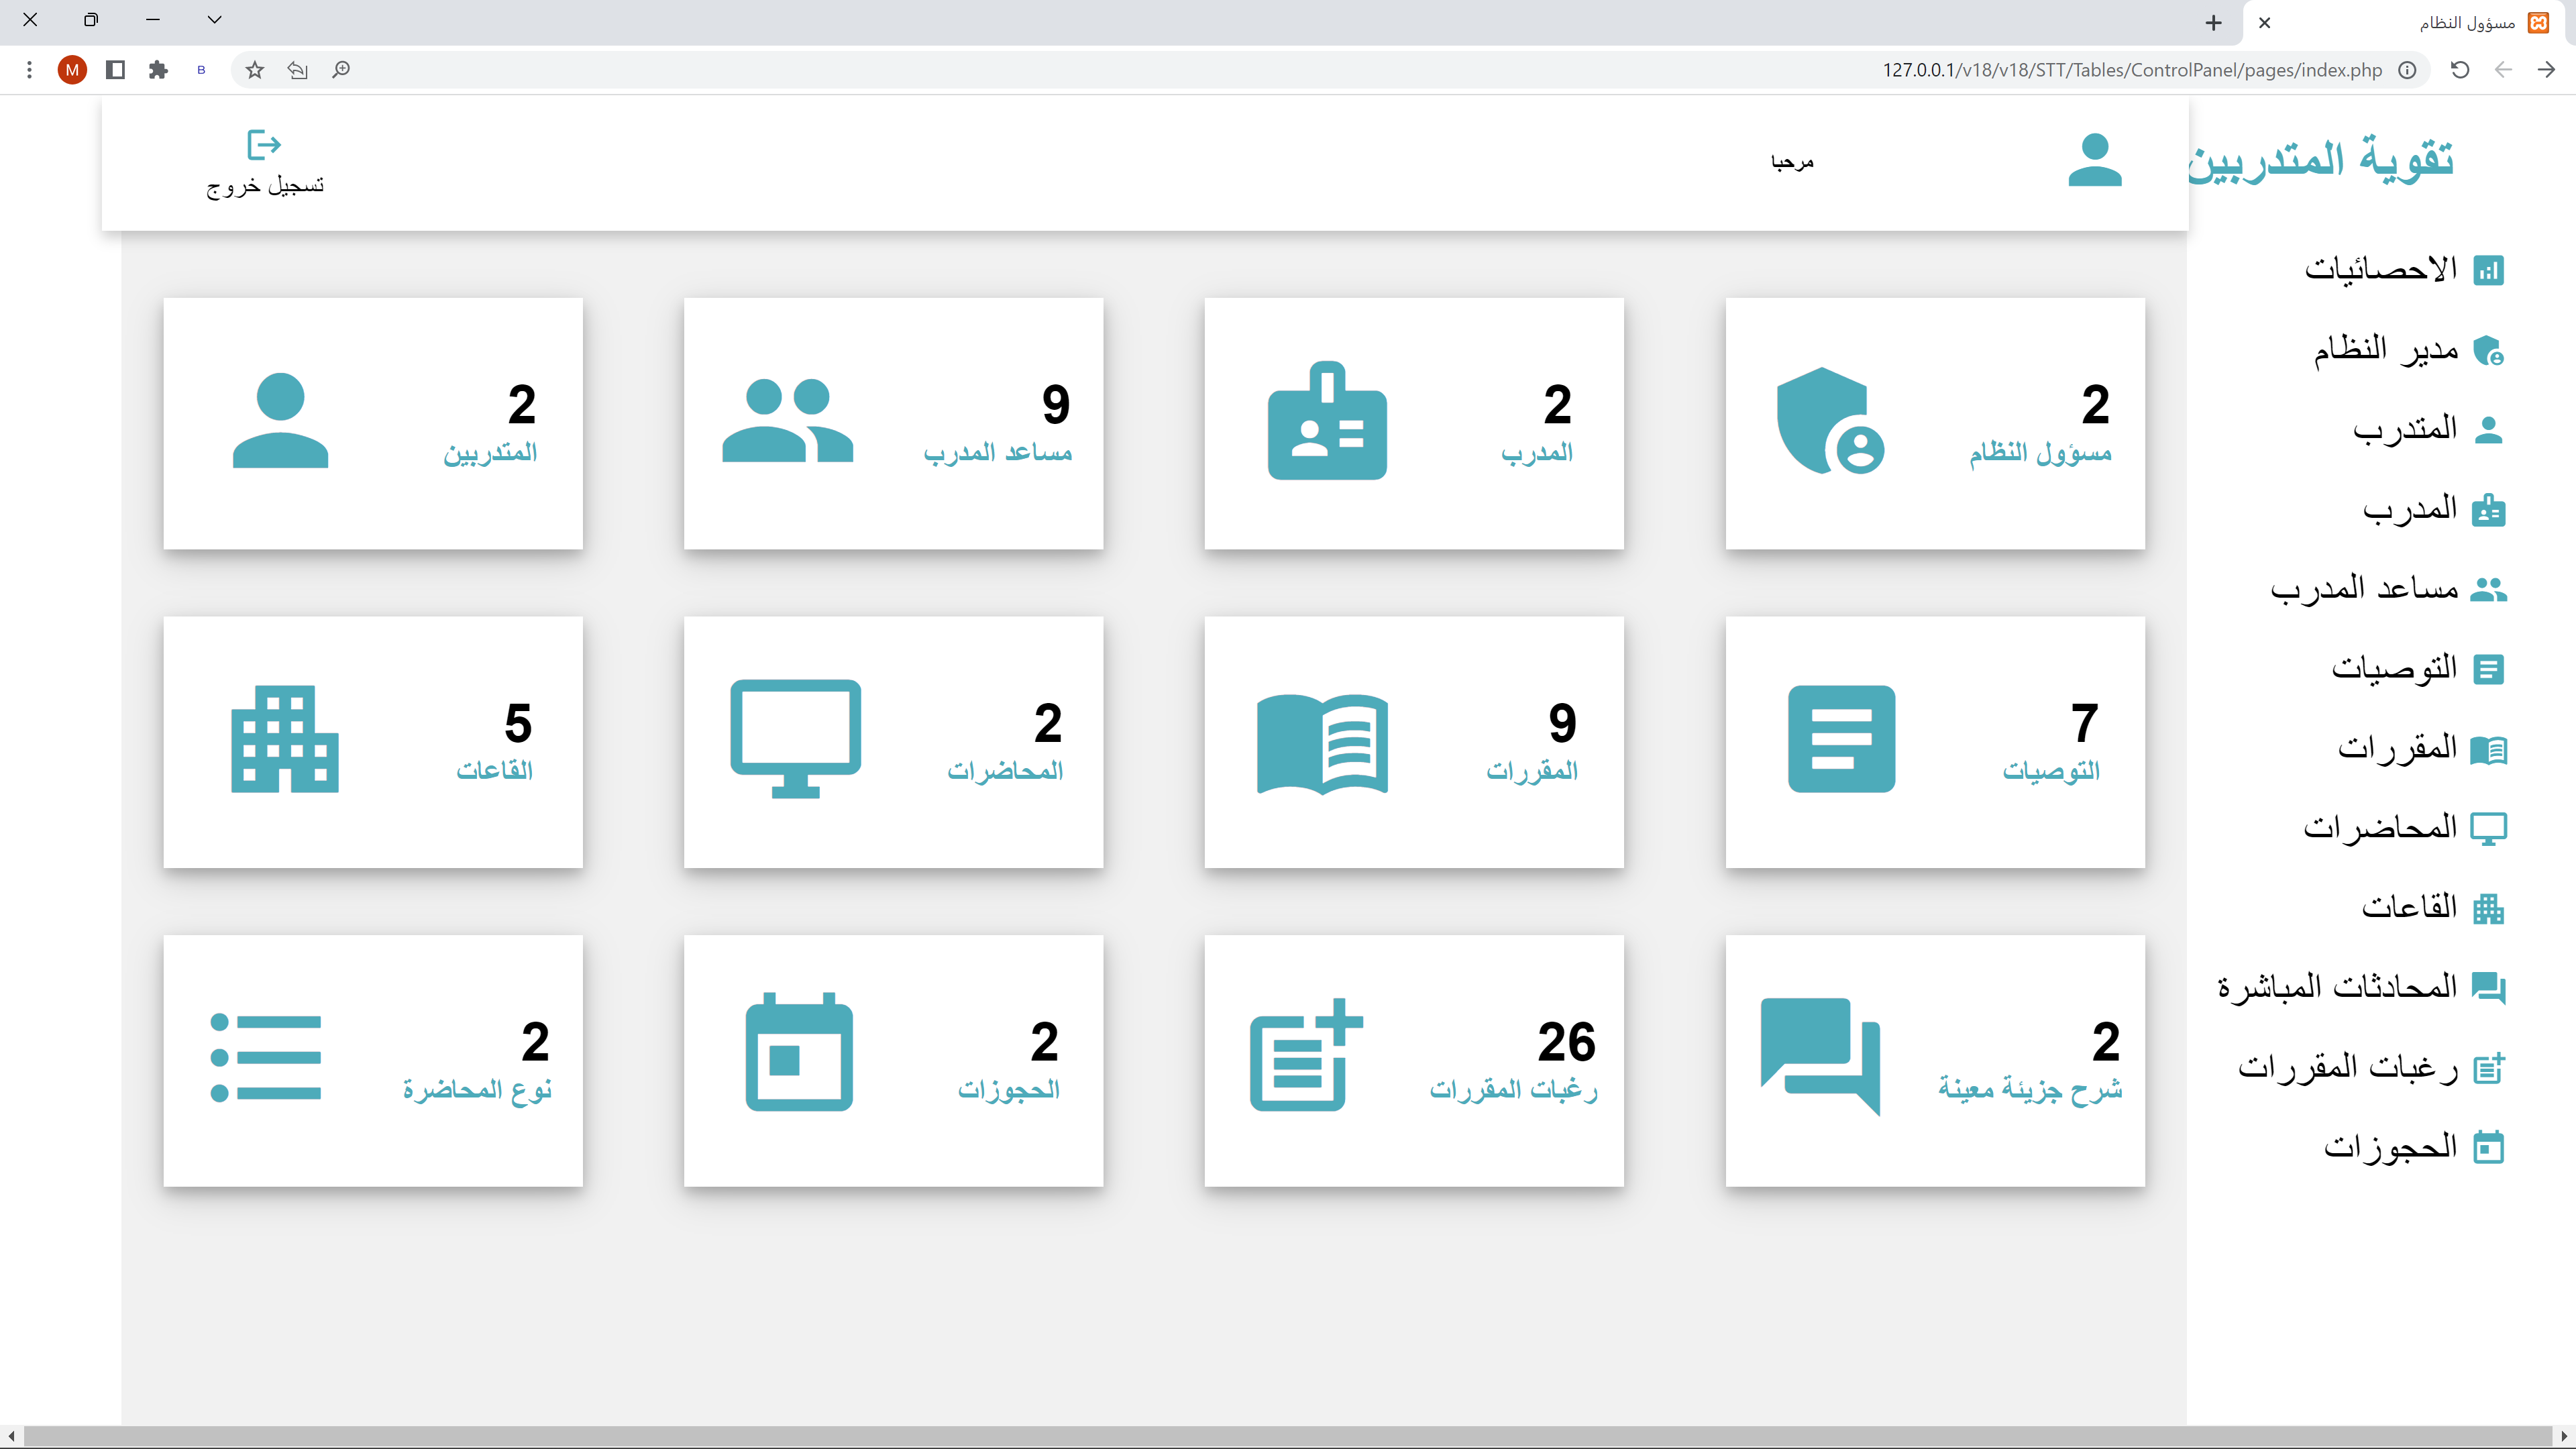 مسؤول النظام
127.0.0.1/v18/v18/STT/Tables/ControlPanel/pages/index.php
B
M
تقوية المتدربين
مرحبا
تسجيل خروج
الاحصائيات
مدير النظام
المتدرب
المدرب
مساعد المدرب
التوصيات
المقررات
المحاضرات
القاعات
المحادثات المباشرة
رغبات المقررات
الحجوزات
2
مسؤول النظام
2
المدرب
9
مساعد المدرب
2
المتدربين
7
التوصيات
9
المقررات
2
المحاضرات
5
القاعات
2
شرح جزيئة معينة
26
رغبات المقررات
2
الحجوزات
2
نوع المحاضرة